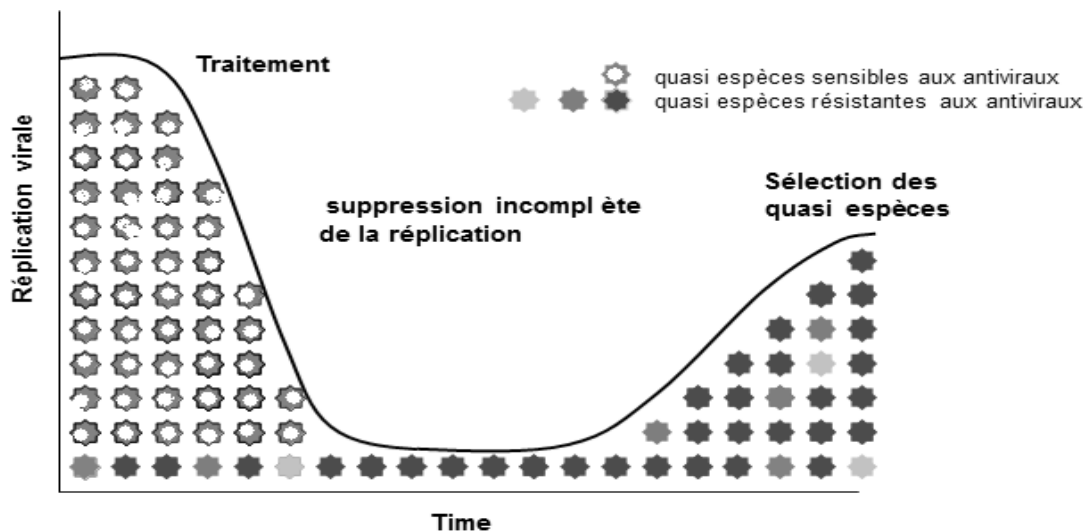 Traitement
quasi espèces sensibles aux antiviraux
quasi espèces résistantes aux antiviraux
Réplication virale
suppression incomplète
de la réplication
Sélection des
quasi espèces
Time